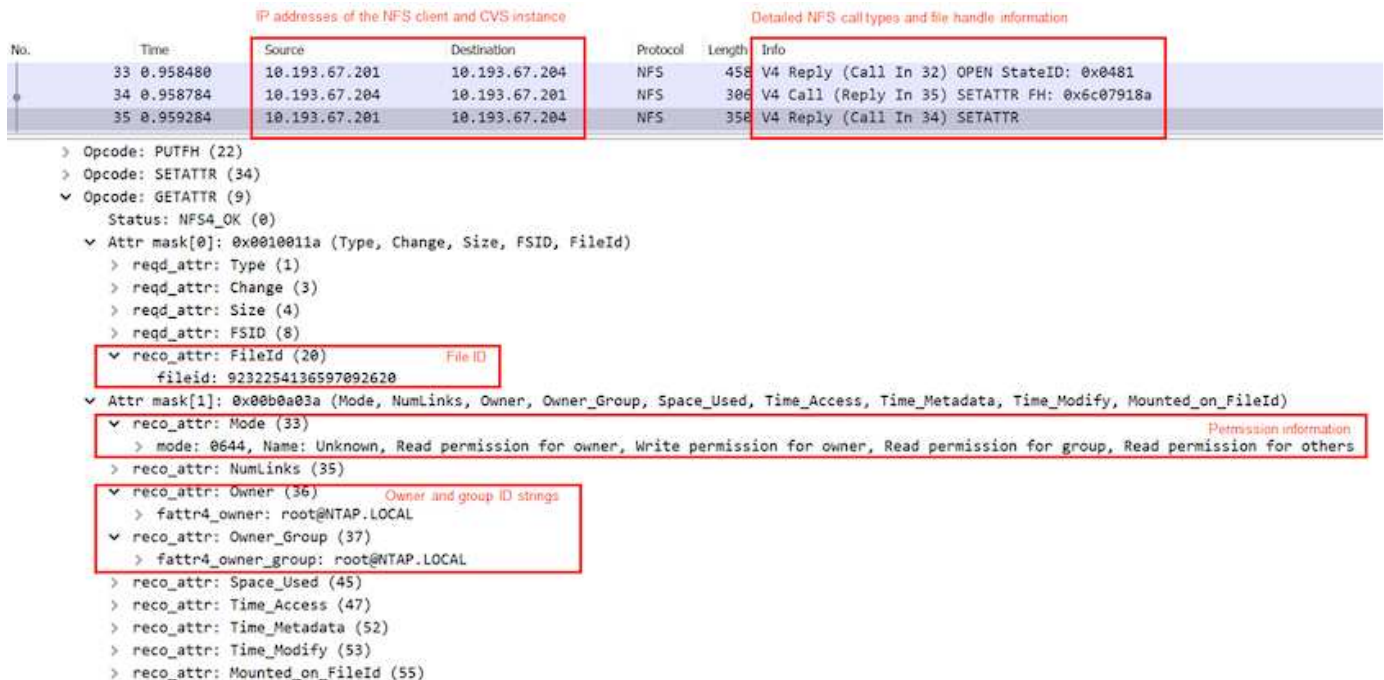 IP addresses of the NFS client and CVS instance
Detailed NFS call types and file handle information
No. Time Source Destination Protocol Length Info
33 0.958480 10.193.67.201 10.193.67.204 NFS 458 V4 Reply (Call In 32) OPEN StateID: 0x0481
34 0.958784 10.193.67.204 10.193.67.201 NFS 306 V4 Call (Reply In 35) SETATTR FH: 0x6c07918a
35 0.959284 10.193.67.201 10.193.67.204 NFS 350 V4 Reply (Call In 34) SETATTR
> Opcode: PUTFH (22)
> Opcode: SETATTR (34)
Opcode: GETATTR (9)
Status: NFS4_OK (0)
Attr mask[0]: 0x0010011a (Type, Change, Size, FSID, FileId)
> reqd_attr: Type (1)
> reqd_attr: Change (3)
> reqd_attr: Size (4)
> reqd_attr: FSID (8)
reco_attr: FileId (20) File ID
fileid: 9232254136597092620
Attr mask[1]: 0x00b0a03a (Mode, NumLinks, Owner, Owner_Group, Space_Used, Time_Access, Time_Metadata, Time_Modify, Mounted_on_FileId)
reco_attr: Mode (33) Permission information
> mode: 0644, Name: Unknown, Read permission for owner, Write permission for owner, Read permission for group, Read permission for others
> reco_attr: NumLinks (35)
reco_attr: Owner (36) Owner and group ID strings
> fattr4_owner: root@NTAP.LOCAL
reco_attr: Owner_Group (37)
> fattr4_owner_group: root@NTAP.LOCAL
> reco_attr: Space_Used (45)
> reco_attr: Time_Access (47)
> reco_attr: Time_Metadata (52)
> reco_attr: Time_Modify (53)
> reco_attr: Mounted_on_FileId (55)